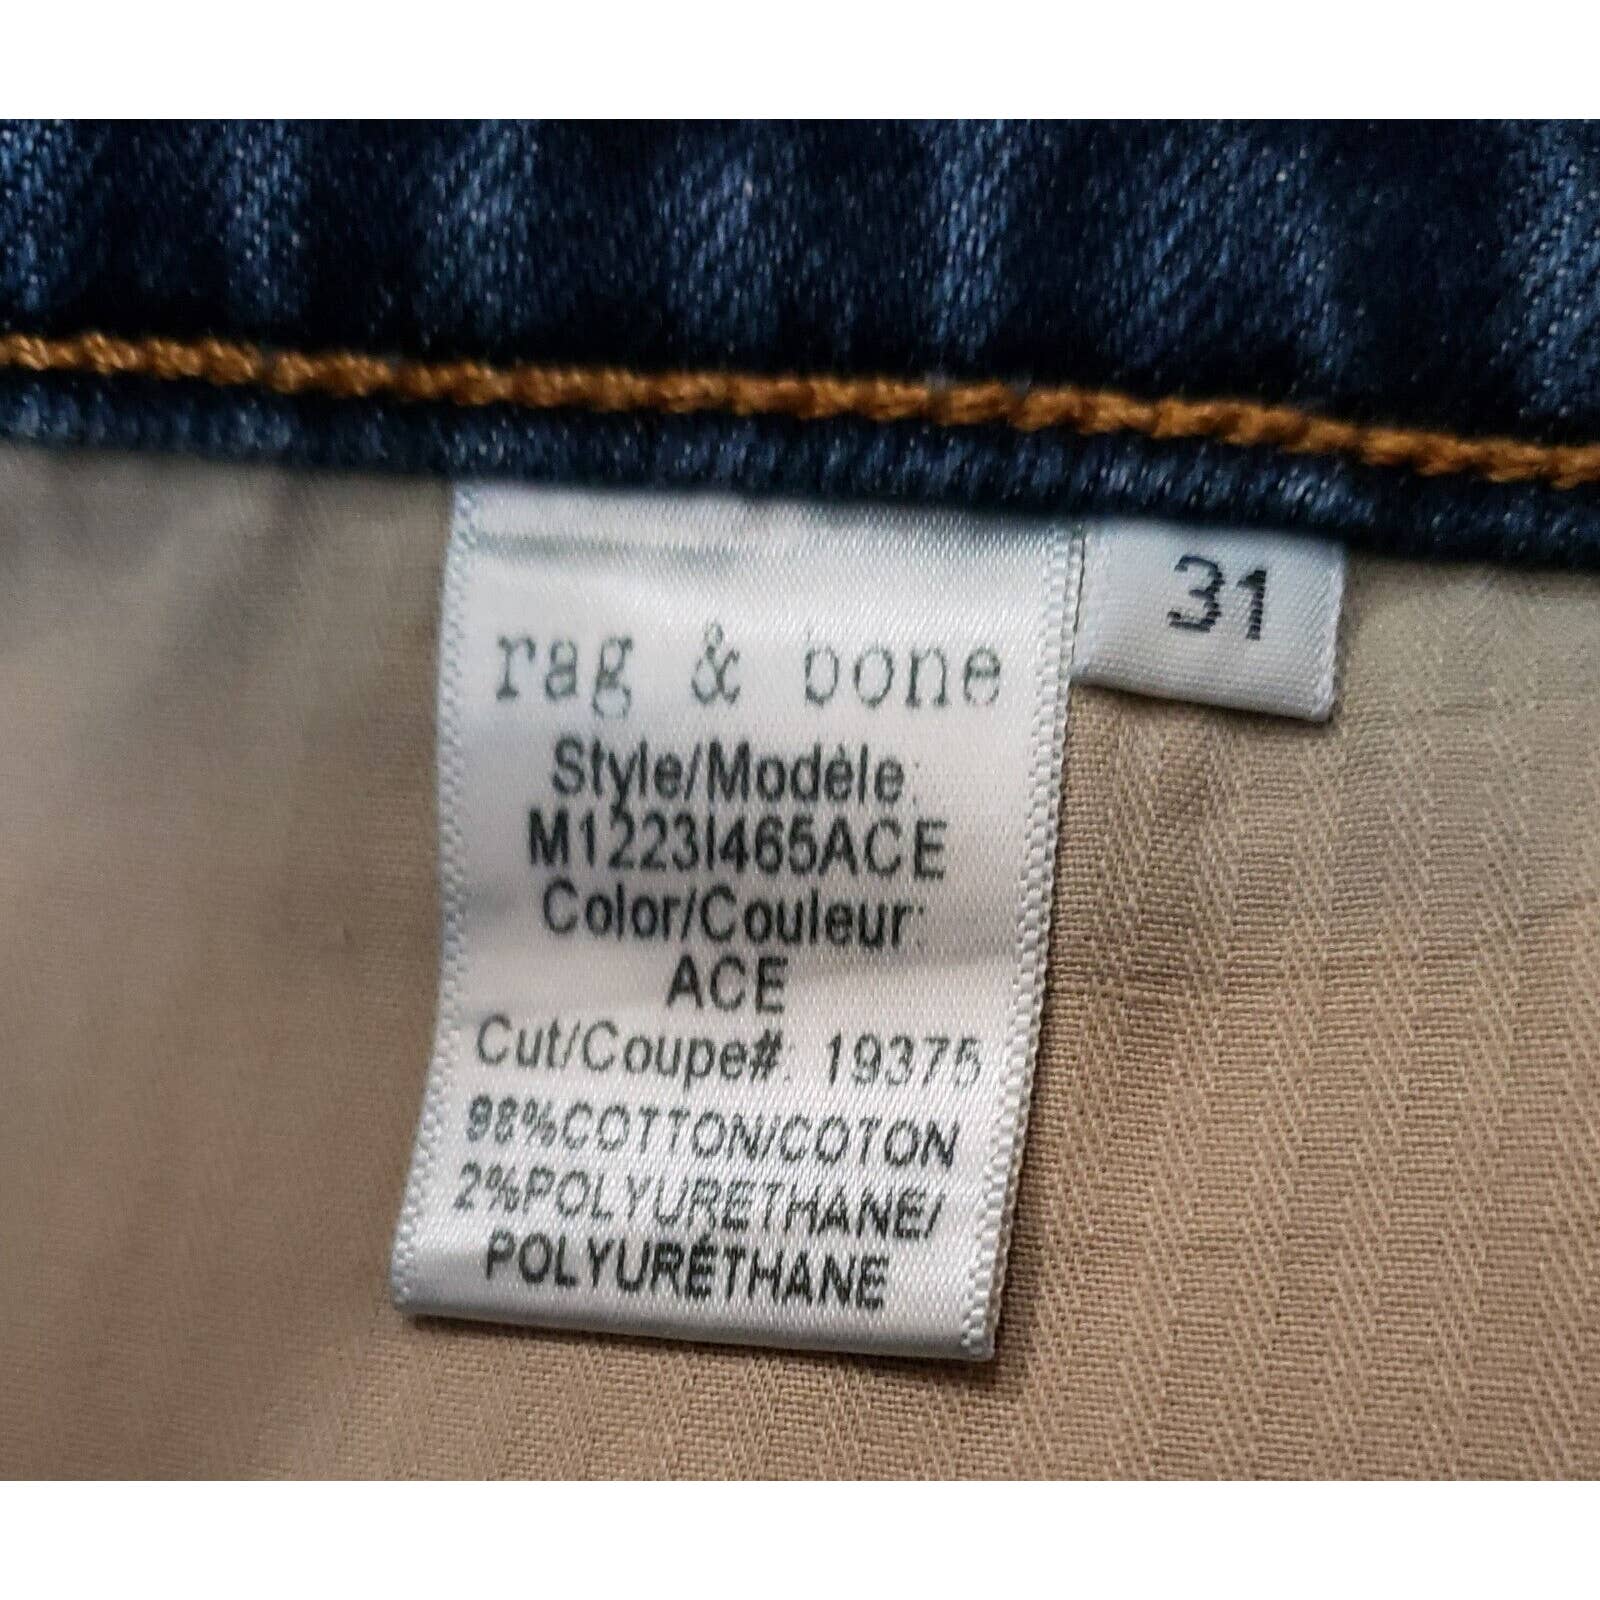 rag & bone
31
Style/Modèle:
M1223I465ACE
Color/Couleur:
ACE
Cut/Coupe#: 19375
98%COTTON/COTON
2%POLYURETHANE/
POLYURÉTHANE